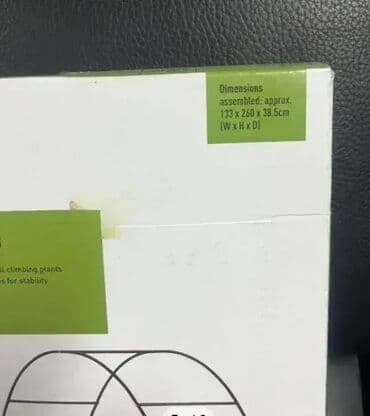 Dimensions
assembled: approx.
133 x 260 x 38.5cm
(W x H x D)
climbing plants
for stability